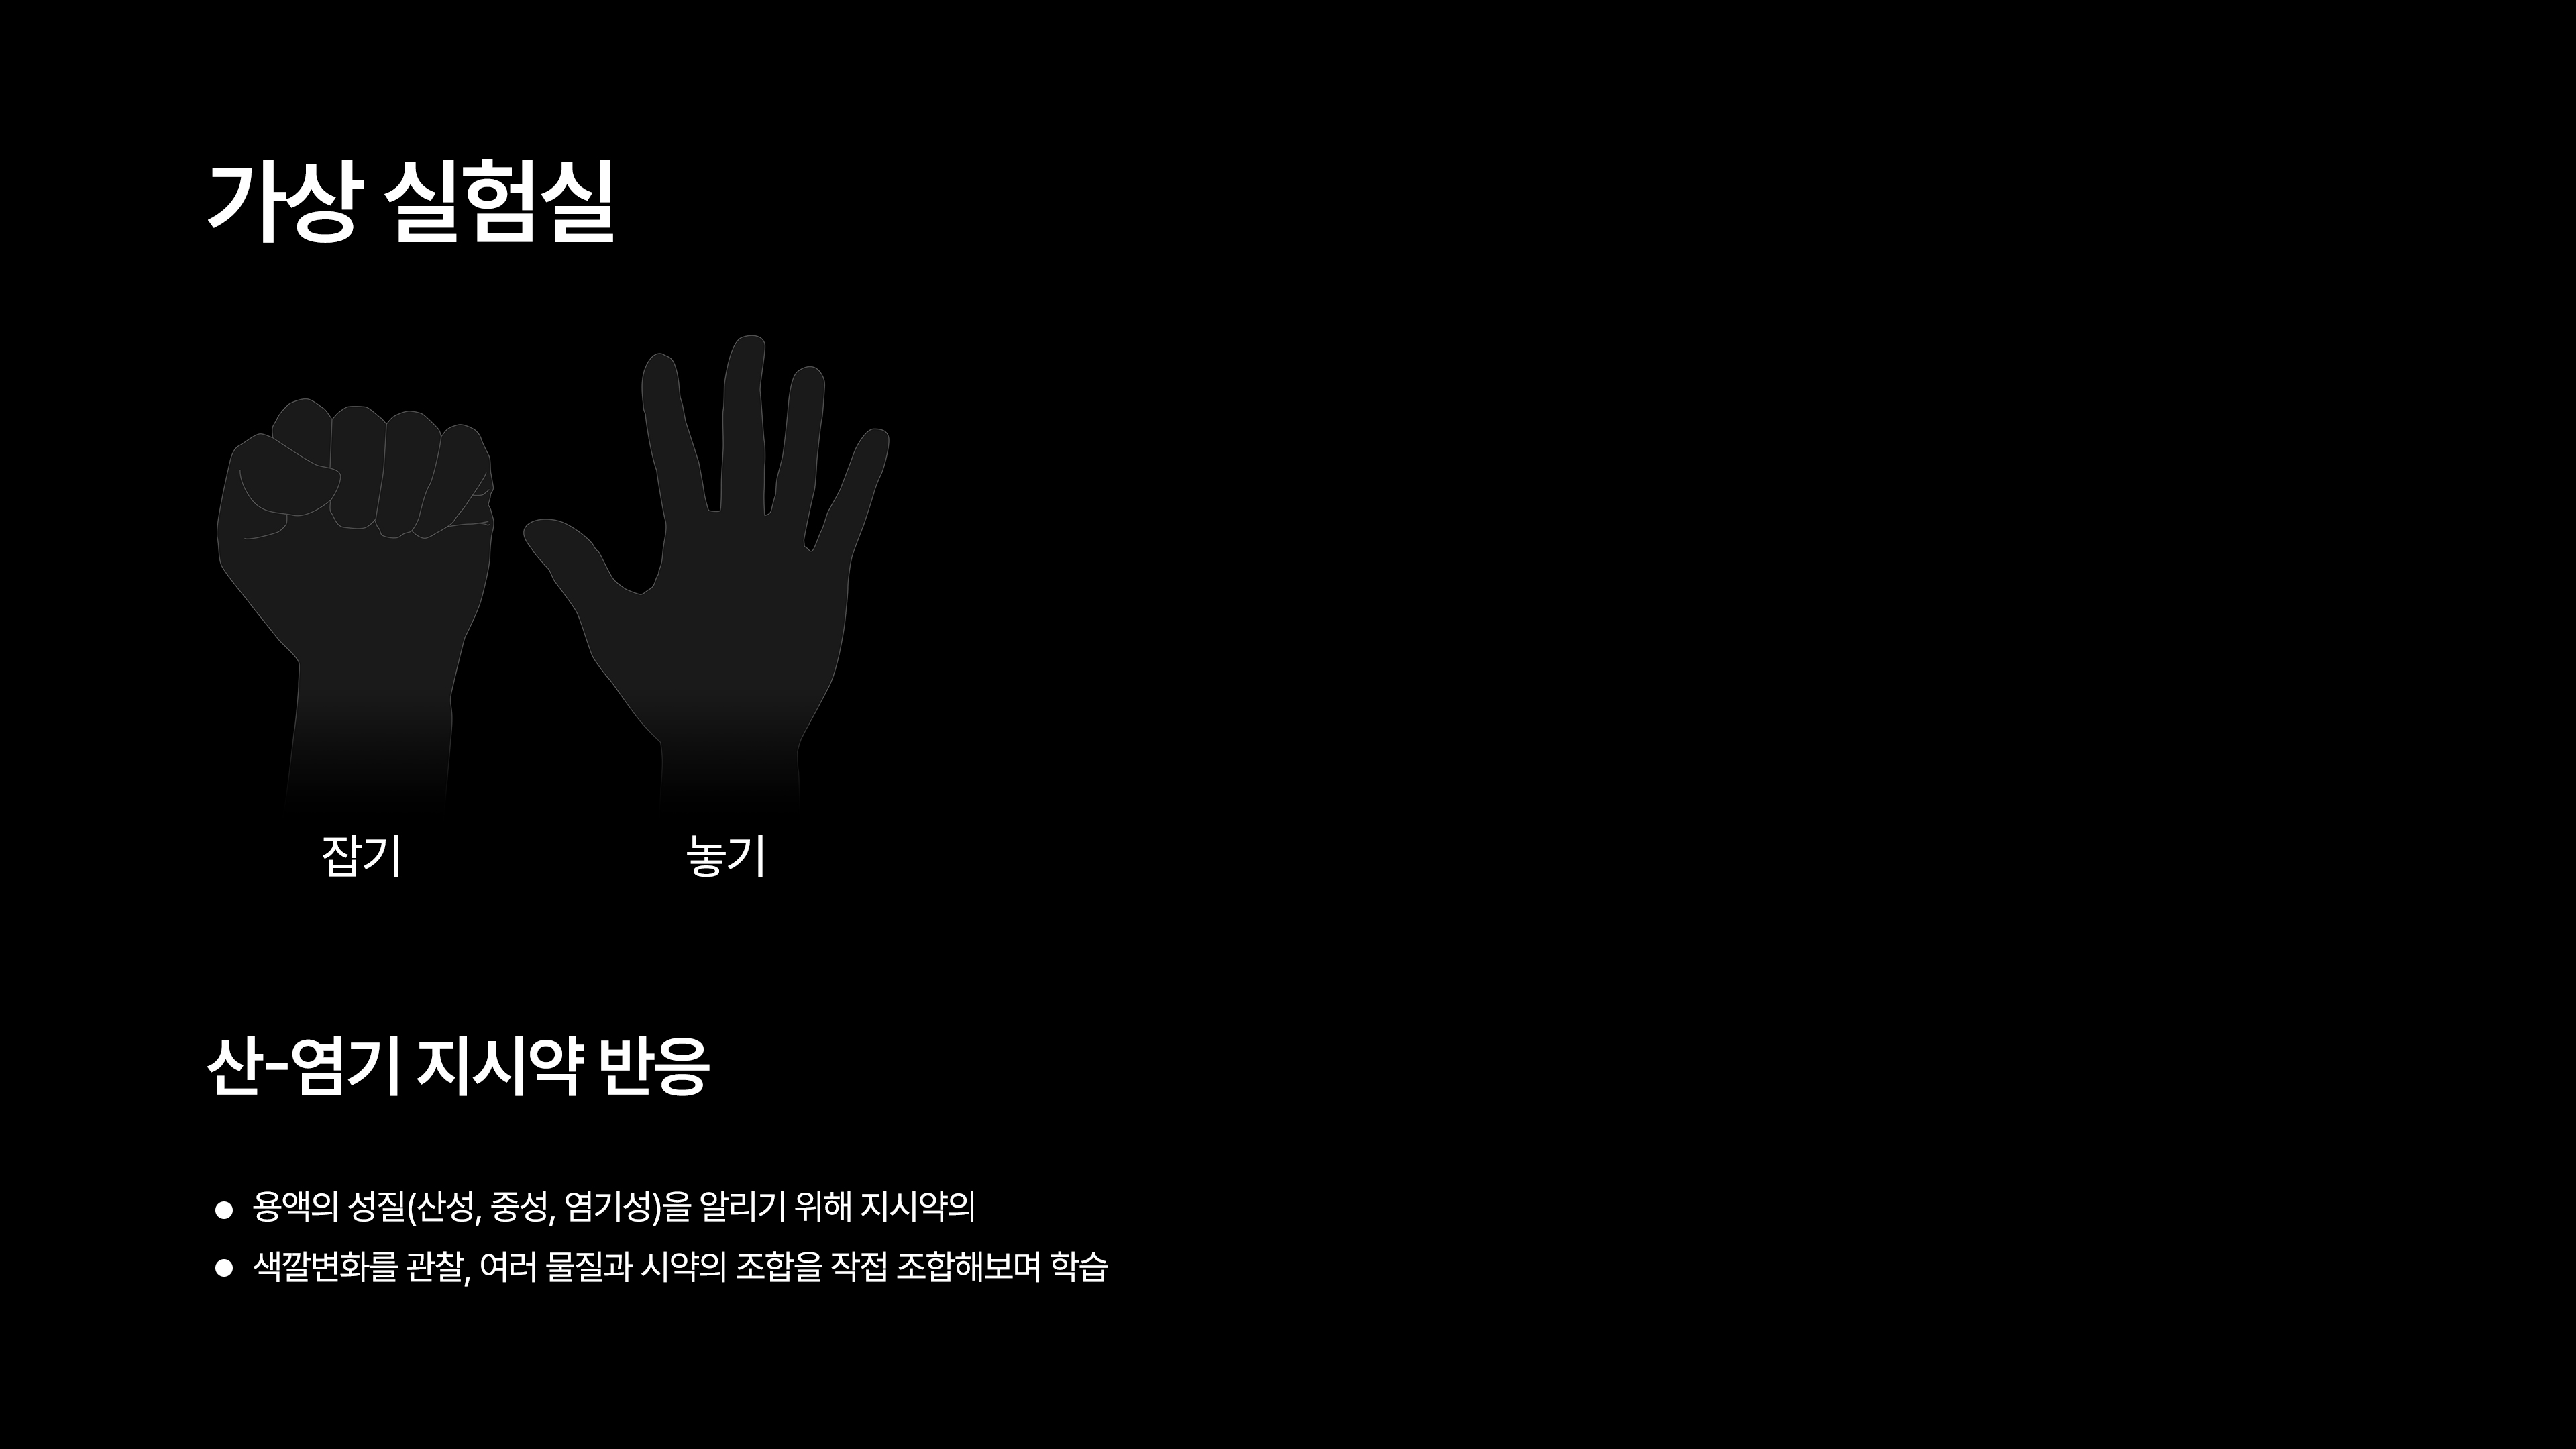 가상 실험실
잡기
놓기
산-염기 지시약 반응
● 용액의 성질(산성, 중성, 염기성)을 알리기 위해 지시약의
● 색깔변화를 관찰, 여러 물질과 시약의 조합을 작접 조합해보며 학습